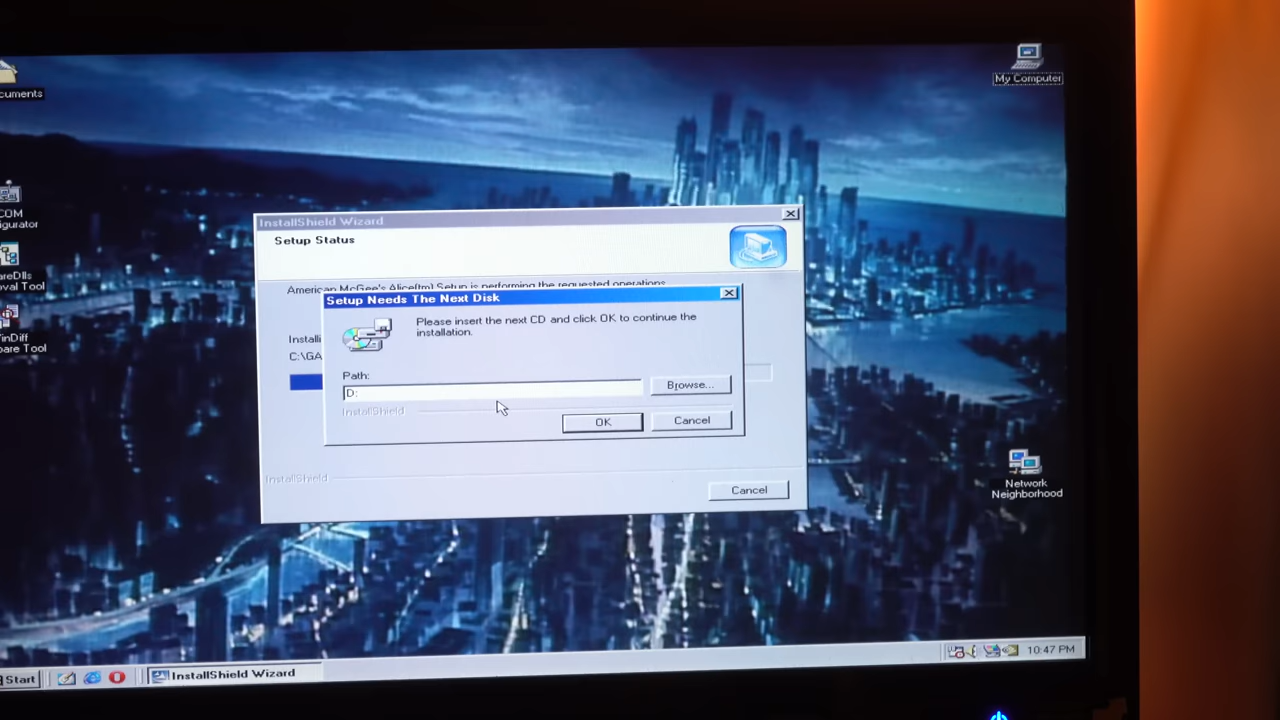 My Computer
cuments
COM
igurator
areDlls
oval Tool
inDiff
are Tool
InstallShield Wizard
Setup Status
American McGee's Alice(tm) Setup is performing the requested operations.
Installi
C:\GA
Setup Needs The Next Disk
Please insert the next CD and click OK to continue the
installation.
Path:
D:
Browse...
InstallShield
OK
Cancel
InstallShield
Cancel
Network
Neighborhood
Start
InstallShield Wizard
10:47 PM